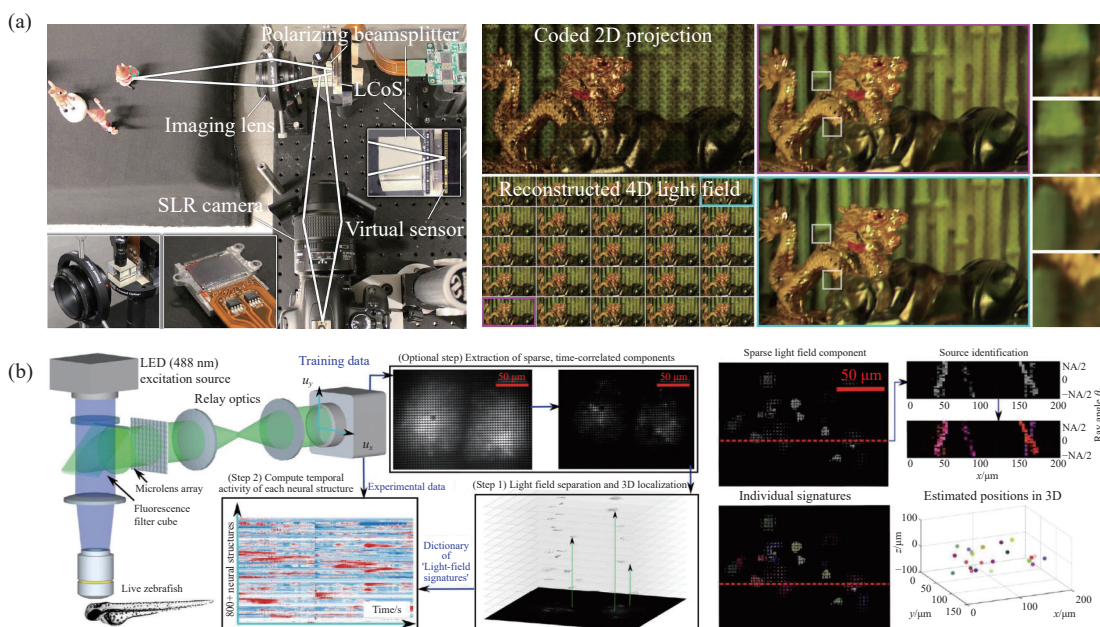 (a)
Polarizing beamsplitter
LCoS
Imaging lens
SLR camera
Virtual sensor
Coded 2D projection
Reconstructed 4D light field
(b)
LED (488 nm)
excitation source
Relay optics
Training data
u_y
u_x
Microlens array
Fluorescence
filter cube
Live zebrafish
Experimental data
(Optional step) Extraction of sparse, time-correlated components
50 μm
50 μm
(Step 2) Compute temporal
activity of each neural structure
800+ neural structures
Time/s
Dictionary
of
'Light-field
signatures'
(Step 1) Light field separation and 3D localization
Sparse light field component
50 μm
Source identification
NA/2
0
−NA/2
0 50 100 150 200
NA/2
0
−NA/2
0 50 100 150 200
x/μm
Ray angle θ
Individual signatures
Estimated positions in 3D
100
0
−100
z/μm
50
100
150
y/μm
0
100
200
x/μm